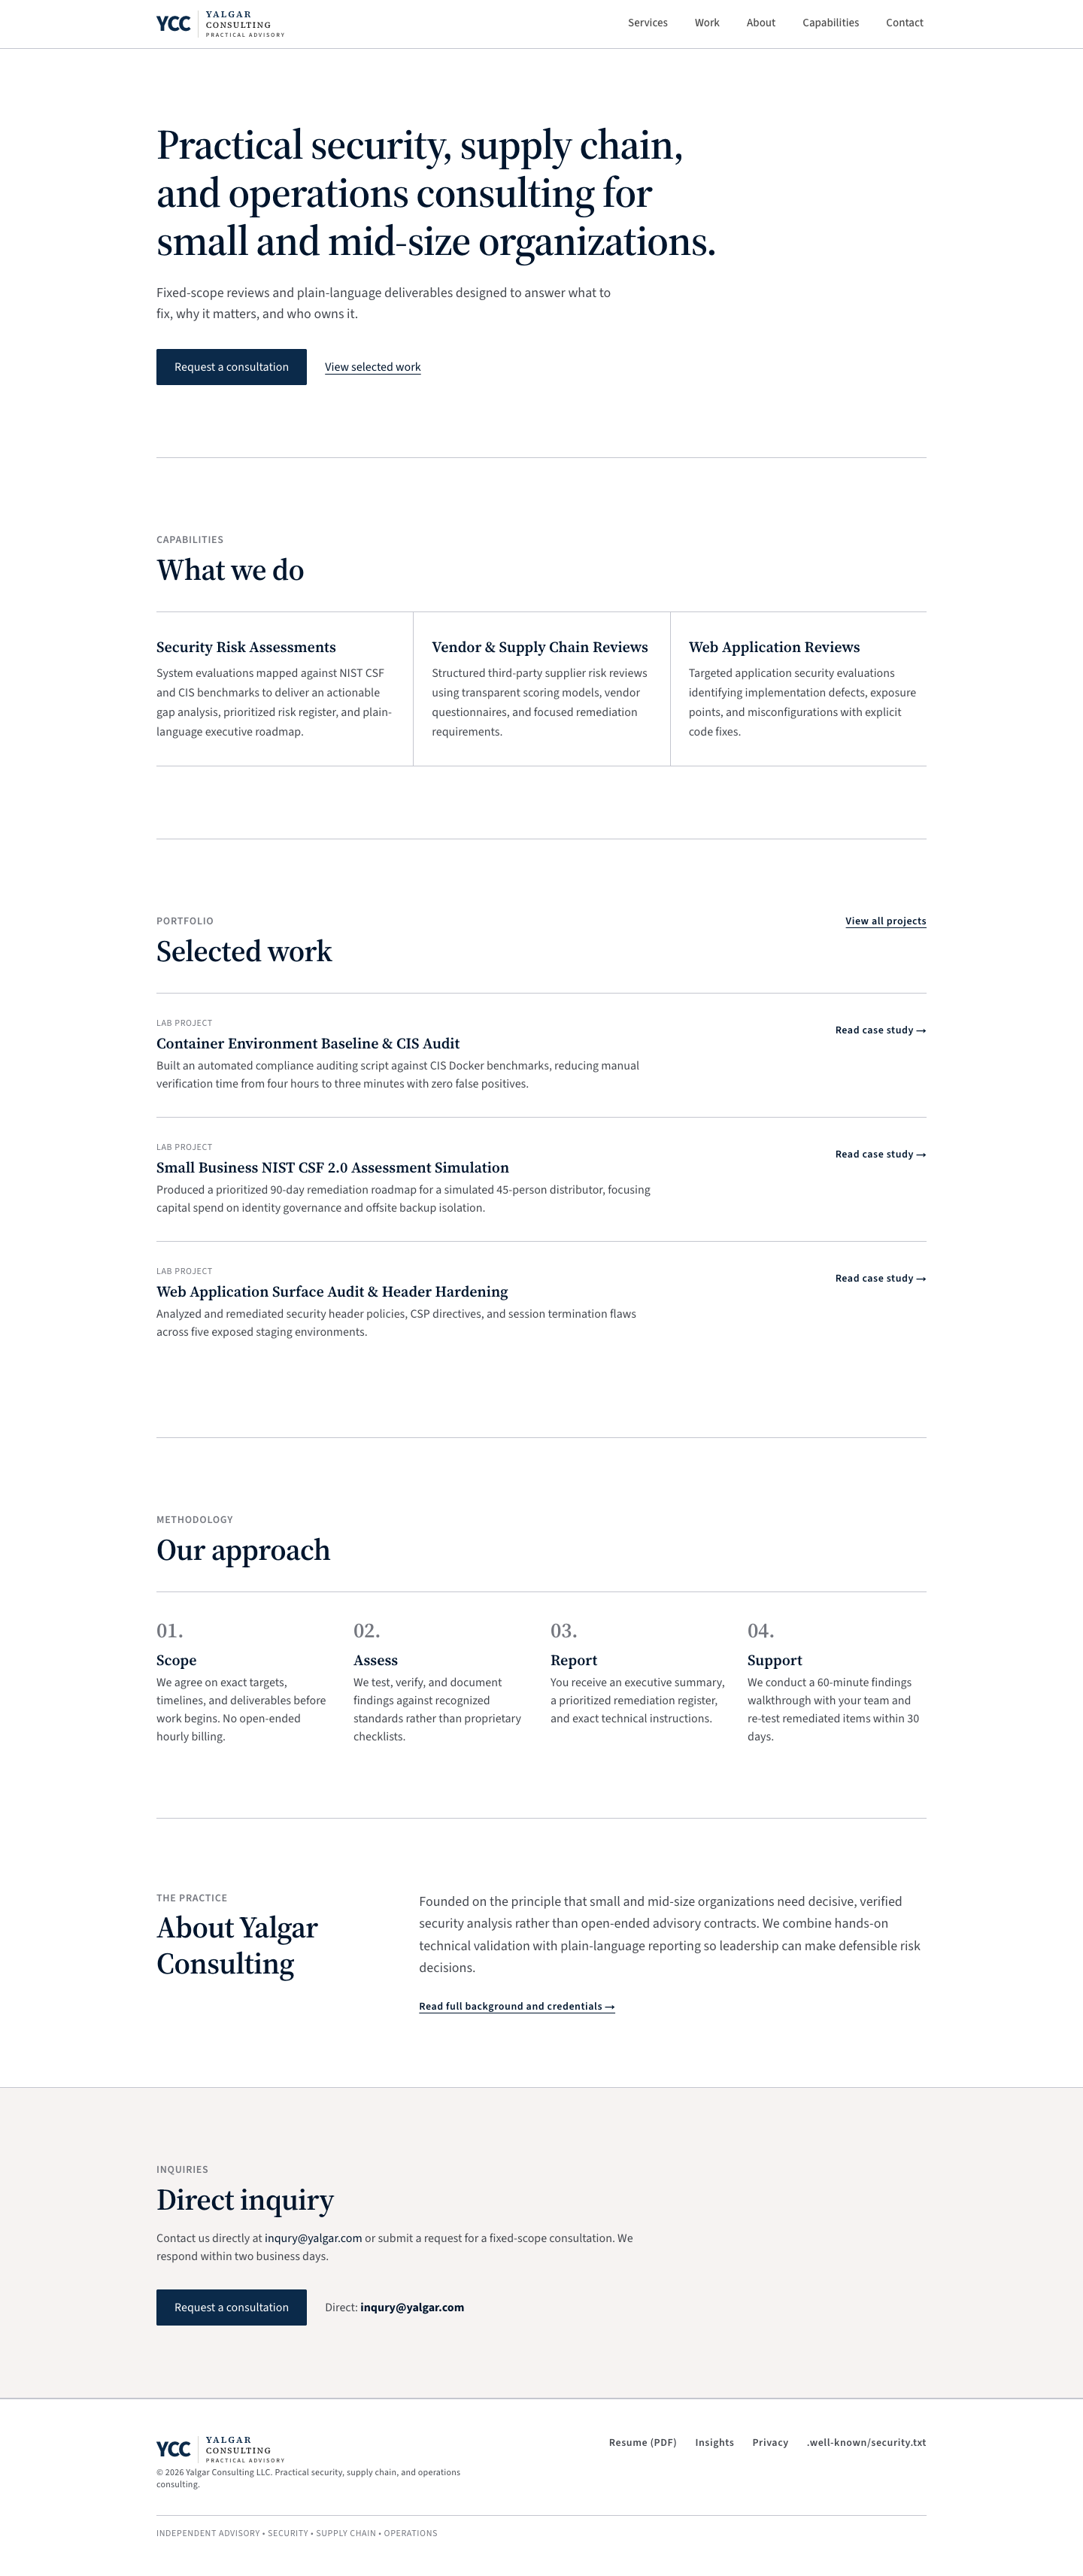 YCC
YALGAR
CONSULTING
PRACTICAL ADVISORY
Services Work About Capabilities Contact
Practical security, supply chain,
and operations consulting for
small and mid-size organizations.
Fixed-scope reviews and plain-language deliverables designed to answer what to
fix, why it matters, and who owns it.
Request a consultation View selected work
CAPABILITIES
What we do
Security Risk Assessments
System evaluations mapped against NIST CSF
and CIS benchmarks to deliver an actionable
gap analysis, prioritized risk register, and plain-
language executive roadmap.
Vendor & Supply Chain Reviews
Structured third-party supplier risk reviews
using transparent scoring models, vendor
questionnaires, and focused remediation
requirements.
Web Application Reviews
Targeted application security evaluations
identifying implementation defects, exposure
points, and misconfigurations with explicit
code fixes.
PORTFOLIO
View all projects
Selected work
LAB PROJECT
Read case study →
Container Environment Baseline & CIS Audit
Built an automated compliance auditing script against CIS Docker benchmarks, reducing manual
verification time from four hours to three minutes with zero false positives.
LAB PROJECT
Read case study →
Small Business NIST CSF 2.0 Assessment Simulation
Produced a prioritized 90-day remediation roadmap for a simulated 45-person distributor, focusing
capital spend on identity governance and offsite backup isolation.
LAB PROJECT
Read case study →
Web Application Surface Audit & Header Hardening
Analyzed and remediated security header policies, CSP directives, and session termination flaws
across five exposed staging environments.
METHODOLOGY
Our approach
01.
Scope
We agree on exact targets,
timelines, and deliverables before
work begins. No open-ended
hourly billing.
02.
Assess
We test, verify, and document
findings against recognized
standards rather than proprietary
checklists.
03.
Report
You receive an executive summary,
a prioritized remediation register,
and exact technical instructions.
04.
Support
We conduct a 60-minute findings
walkthrough with your team and
re-test remediated items within 30
days.
THE PRACTICE
About Yalgar
Consulting
Founded on the principle that small and mid-size organizations need decisive, verified
security analysis rather than open-ended advisory contracts. We combine hands-on
technical validation with plain-language reporting so leadership can make defensible risk
decisions.
Read full background and credentials →
INQUIRIES
Direct inquiry
Contact us directly at inqury@yalgar.com or submit a request for a fixed-scope consultation. We
respond within two business days.
Request a consultation Direct: inqury@yalgar.com
YCC
YALGAR
CONSULTING
PRACTICAL ADVISORY
Resume (PDF) Insights Privacy .well-known/security.txt
© 2026 Yalgar Consulting LLC. Practical security, supply chain, and operations
consulting.
INDEPENDENT ADVISORY • SECURITY • SUPPLY CHAIN • OPERATIONS